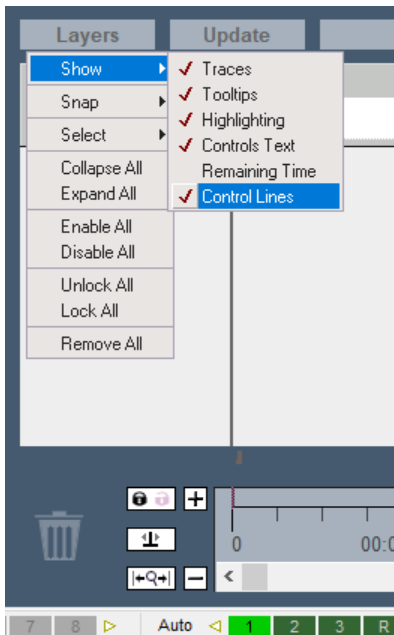 Layers Update
Show
Snap
Select
Collapse All
Expand All
Enable All
Disable All
Unlock All
Lock All
Remove All
Traces
Tooltips
Highlighting
Controls Text
Remaining Time
Control Lines
0 00:0
7 8 Auto 1 2 3 R